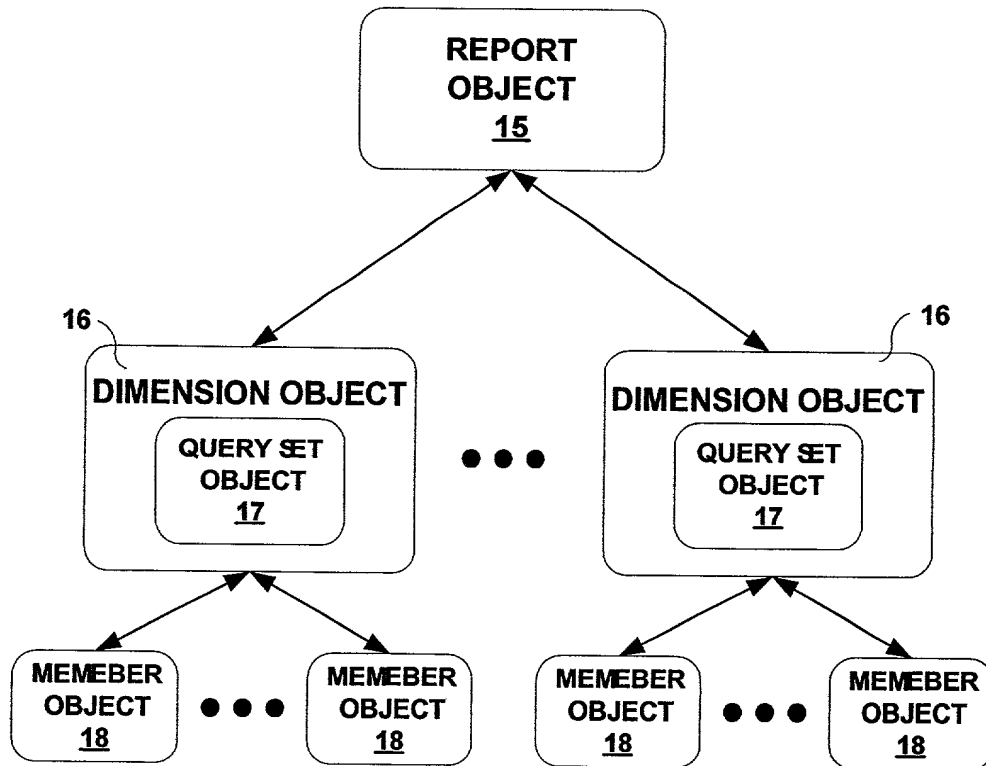 REPORT
OBJECT
15
16
16
DIMENSION OBJECT
DIMENSION OBJECT
QUERY SET
OBJECT
17
QUERY SET
OBJECT
17
MEMEBER
OBJECT
18
MEMEBER
OBJECT
18
MEMEBER
OBJECT
18
MEMEBER
OBJECT
18